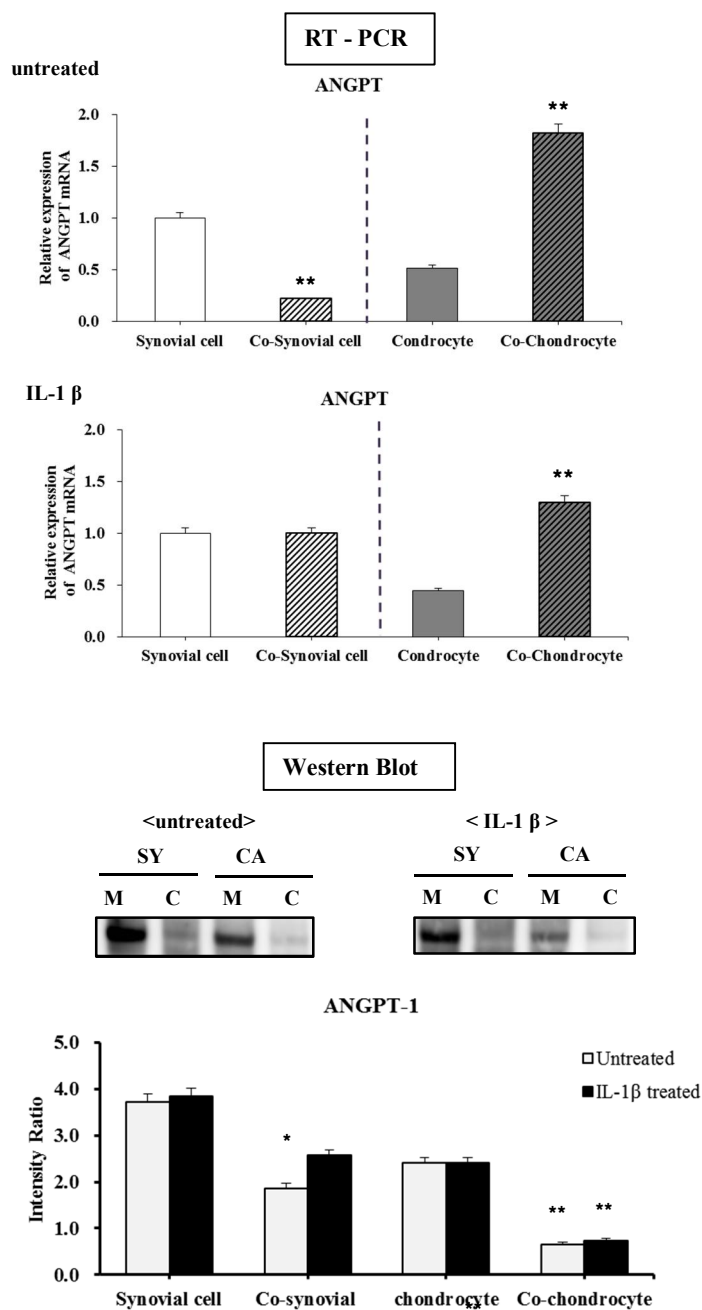 RT - PCR
untreated
ANGPT
Relative expression
of ANGPT mRNA
2.0
1.5
1.0
0.5
0.0
**
**
Synovial cell Co-Synovial cell Condrocyte Co-Chondrocyte
IL-1 β
ANGPT
Relative expression
of ANGPT mRNA
2.0
1.5
1.0
0.5
0.0
**
Synovial cell Co-Synovial cell Condrocyte Co-Chondrocyte
Western Blot
<untreated> < IL-1 β >
SY CA SY CA
M C M C M C M C
ANGPT-1
Intensity Ratio
5.0
4.0
3.0
2.0
1.0
0.0
Untreated
IL-1β treated
*
** **
Synovial cell Co-synovial chondrocyte Co-chondrocyte
**